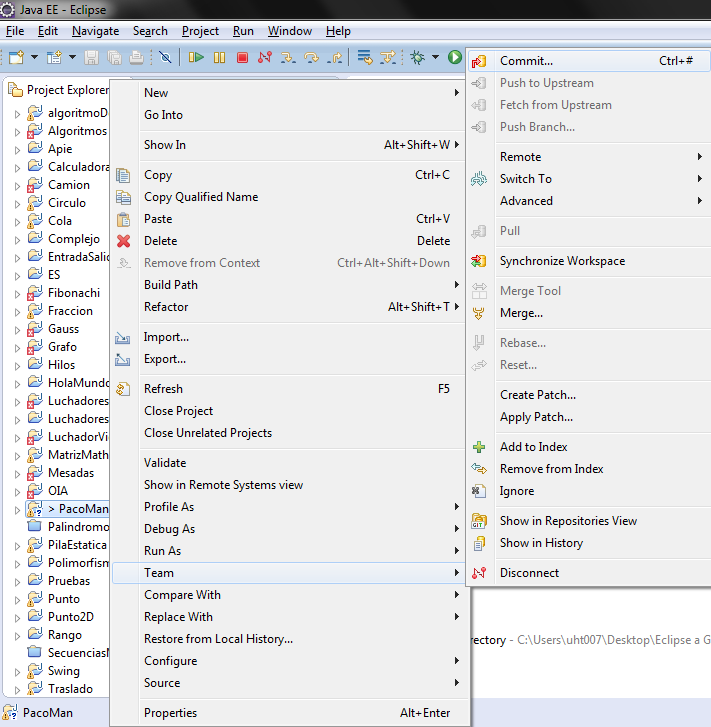 Java EE - Eclipse
File Edit Navigate Search Project Run Window Help
Project Explorer
algoritmoD
Algoritmos
Apie
Calculadora
Camion
Circulo
Cola
Complejo
EntradaSalid
ES
Fibonachi
Fraccion
Gauss
Grafo
Hilos
HolaMundo
Luchadores
Luchadores
LuchadorVi
MatrizMath
Mesadas
OIA
> PacoMan
Palindromo
PilaEstatica
Polimorfism
Pruebas
Punto
Punto2D
Rango
Secuencias
Swing
Traslado
PacoMan
New
Go Into
Show In Alt+Shift+W
Copy Ctrl+C
Copy Qualified Name
Paste Ctrl+V
Delete Delete
Remove from Context Ctrl+Alt+Shift+Down
Build Path
Refactor Alt+Shift+T
Import...
Export...
Refresh F5
Close Project
Close Unrelated Projects
Validate
Show in Remote Systems view
Profile As
Debug As
Run As
Team
Compare With
Replace With
Restore from Local History...
Configure
Source
Properties Alt+Enter
Commit... Ctrl+#
Push to Upstream
Fetch from Upstream
Push Branch...
Remote
Switch To
Advanced
Pull
Synchronize Workspace
Merge Tool
Merge...
Rebase...
Reset...
Create Patch...
Apply Patch...
Add to Index
Remove from Index
Ignore
GIT
Show in Repositories View
Show in History
Disconnect
rectory - C:\Users\uht007\Desktop\Eclipse a G